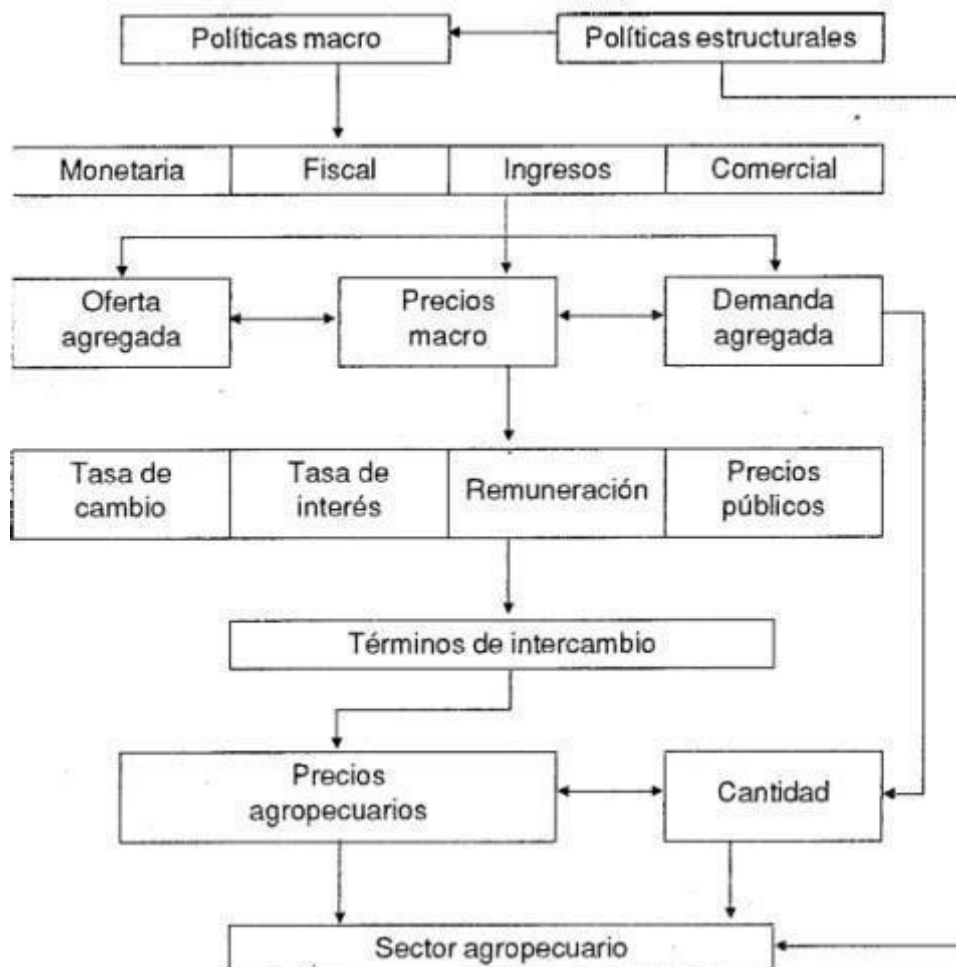 Políticas macro
Políticas estructurales
Monetaria
Fiscal
Ingresos
Comercial
Oferta
agregada
Precios
macro
Demanda
agregada
Tasa de
cambio
Tasa de
interés
Remuneración
Precios
públicos
Términos de intercambio
Precios
agropecuarios
Cantidad
Sector agropecuario